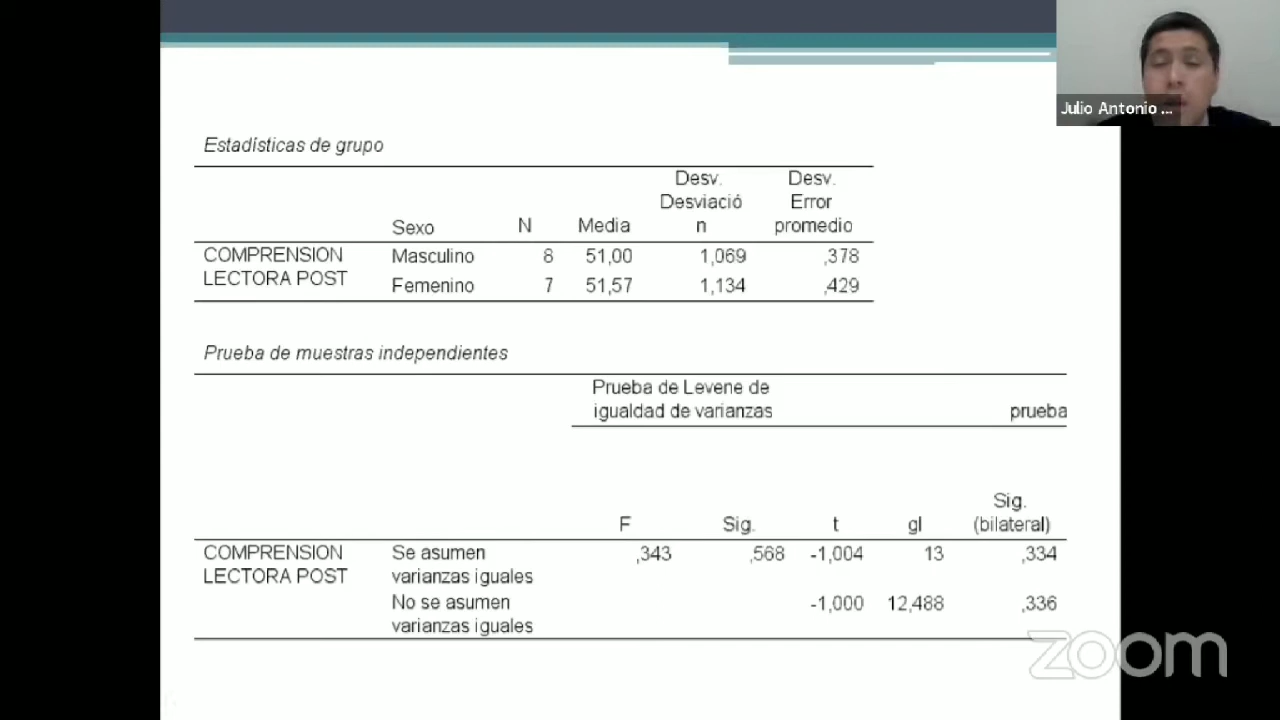 Julio Antonio ...
Estadísticas de grupo
Sexo N Media Desv. Desviació n Desv. Error promedio
COMPRENSION LECTORA POST Masculino 8 51,00 1,069 ,378
Femenino 7 51,57 1,134 ,429
Prueba de muestras independientes
Prueba de Levene de igualdad de varianzas prueba
F Sig. t gl Sig. (bilateral)
COMPRENSION LECTORA POST Se asumen varianzas iguales ,343 ,568 -1,004 13 ,334
No se asumen varianzas iguales -1,000 12,488 ,336
zoom